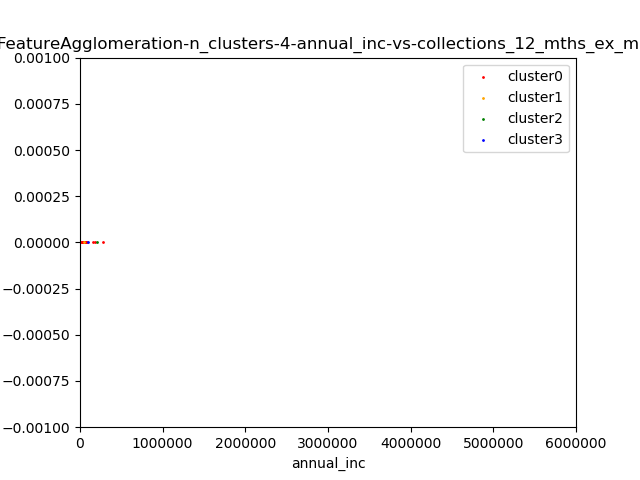 FeatureAgglomeration-n_clusters-4-annual_inc-vs-collections_12_mths_ex_m
0.00100
0.00075
0.00050
0.00025
0.00000
−0.00025
−0.00050
−0.00075
−0.00100
cluster0
cluster1
cluster2
cluster3
0 1000000 2000000 3000000 4000000 5000000 6000000
annual_inc